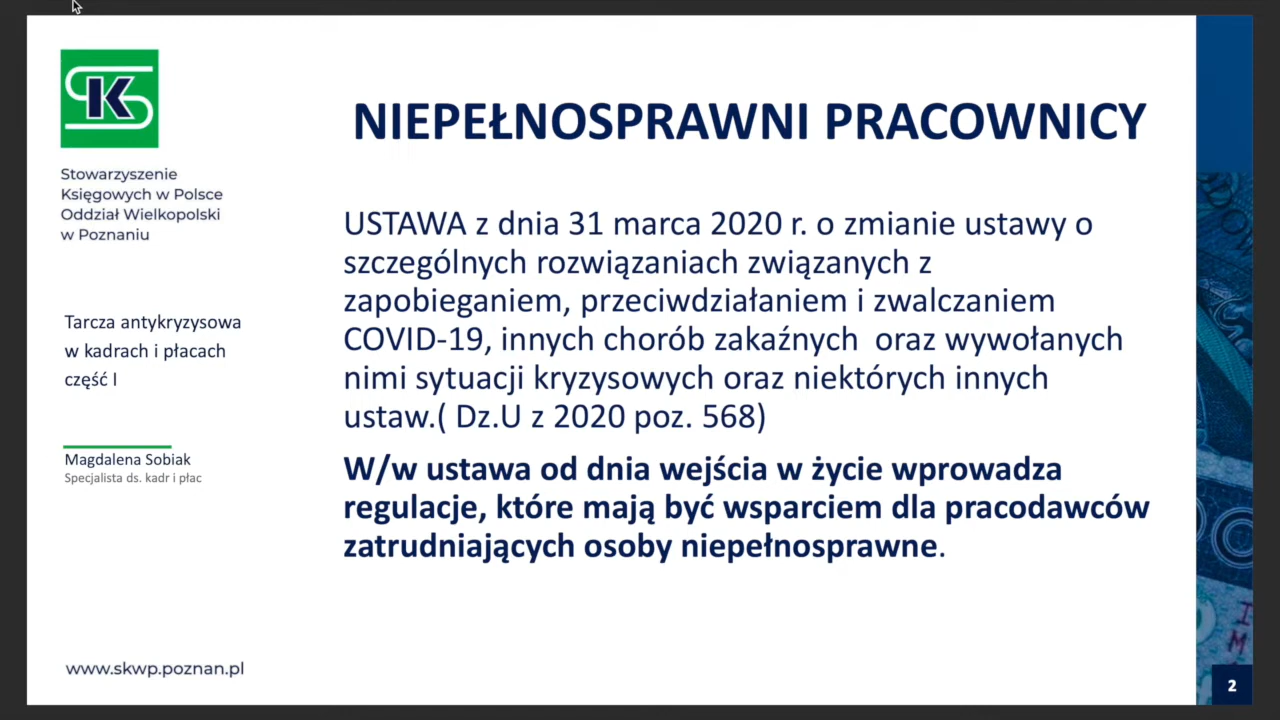 SKS
Stowarzyszenie
Księgowych w Polsce
Oddział Wielkopolski
w Poznaniu
Tarcza antykryzysowa
w kadrach i płacach
część I
Magdalena Sobiak
Specjalista ds. kadr i płac
www.skwp.poznan.pl
NIEPEŁNOSPRAWNI PRACOWNICY
USTAWA z dnia 31 marca 2020 r. o zmianie ustawy o
szczególnych rozwiązaniach związanych z
zapobieganiem, przeciwdziałaniem i zwalczaniem
COVID-19, innych chorób zakaźnych  oraz wywołanych
nimi sytuacji kryzysowych oraz niektórych innych
ustaw.( Dz.U z 2020 poz. 568)
W/w ustawa od dnia wejścia w życie wprowadza
regulacje, które mają być wsparciem dla pracodawców
zatrudniających osoby niepełnosprawne.
2